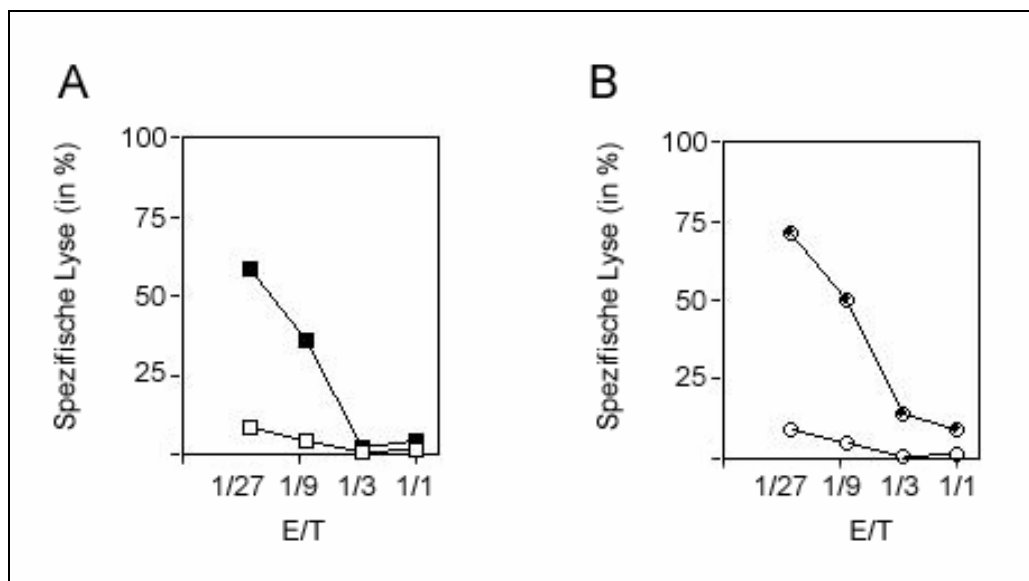 A
Spezifische Lyse (in %)
100
75
50
25
1/27 1/9 1/3 1/1
E/T
B
Spezifische Lyse (in %)
100
75
50
25
1/27 1/9 1/3 1/1
E/T